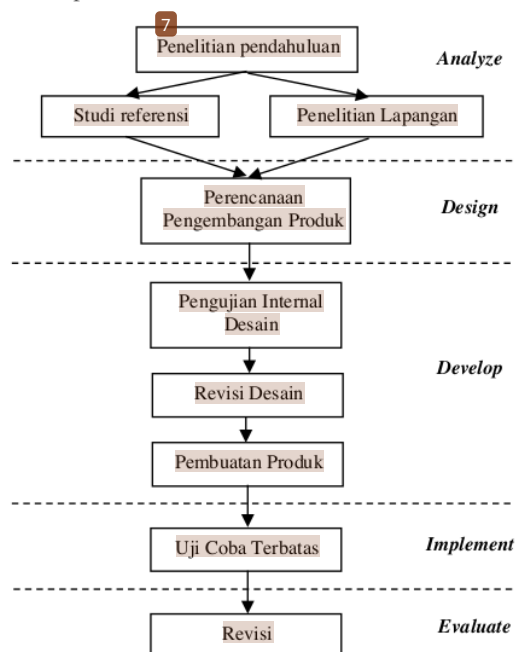 7
Penelitian pendahuluan
Analyze
Studi referensi
Penelitian Lapangan
Perencanaan
Pengembangan Produk
Design
Pengujian Internal
Desain
Develop
Revisi Desain
Pembuatan Produk
Uji Coba Terbatas
Implement
Revisi
Evaluate